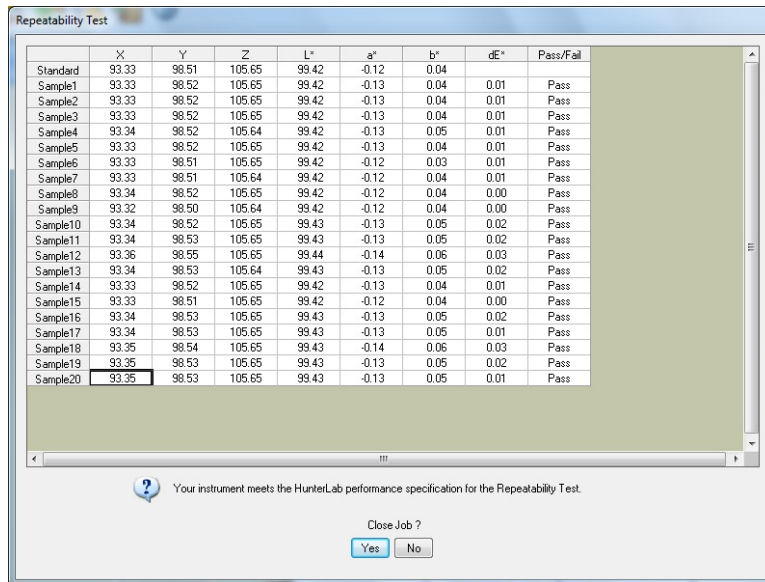 Repeatability Test
X Y Z L* a* b* dE* Pass/Fail
Standard 93.33 98.51 105.65 99.42 -0.12 0.04
Sample1 93.33 98.52 105.65 99.42 -0.13 0.04 0.01 Pass
Sample2 93.33 98.52 105.65 99.42 -0.13 0.04 0.01 Pass
Sample3 93.33 98.52 105.65 99.42 -0.13 0.04 0.01 Pass
Sample4 93.34 98.52 105.64 99.42 -0.13 0.05 0.01 Pass
Sample5 93.33 98.52 105.65 99.42 -0.13 0.04 0.01 Pass
Sample6 93.33 98.51 105.65 99.42 -0.12 0.03 0.01 Pass
Sample7 93.33 98.51 105.64 99.42 -0.12 0.04 0.01 Pass
Sample8 93.34 98.52 105.65 99.42 -0.12 0.04 0.00 Pass
Sample9 93.32 98.50 105.64 99.42 -0.12 0.04 0.00 Pass
Sample10 93.34 98.52 105.65 99.43 -0.13 0.05 0.02 Pass
Sample11 93.34 98.53 105.65 99.43 -0.13 0.05 0.02 Pass
Sample12 93.36 98.55 105.65 99.44 -0.14 0.06 0.03 Pass
Sample13 93.34 98.53 105.64 99.43 -0.13 0.05 0.02 Pass
Sample14 93.33 98.52 105.65 99.42 -0.13 0.04 0.01 Pass
Sample15 93.33 98.51 105.65 99.42 -0.12 0.04 0.00 Pass
Sample16 93.34 98.53 105.65 99.43 -0.13 0.05 0.02 Pass
Sample17 93.34 98.53 105.65 99.43 -0.13 0.05 0.01 Pass
Sample18 93.35 98.54 105.65 99.43 -0.14 0.06 0.03 Pass
Sample19 93.35 98.53 105.65 99.43 -0.13 0.05 0.02 Pass
Sample20 93.35 98.53 105.65 99.43 -0.13 0.05 0.01 Pass
Your instrument meets the HunterLab performance specification for the Repeatability Test.
Close Job ?
Yes No